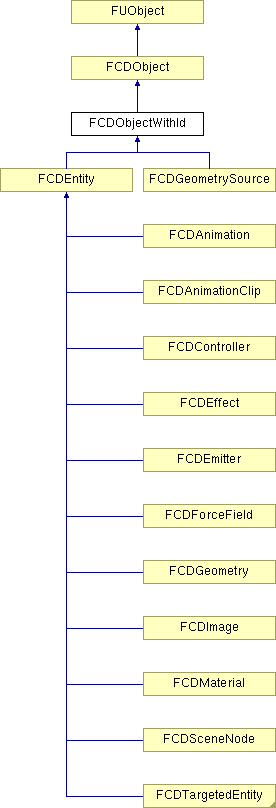 FUObject
FCDObject
FCDObjectWithId
FCDEntity
FCDGeometrySource
FCDAnimation
FCDAnimationClip
FCDController
FCDEffect
FCDEmitter
FCDForceField
FCDGeometry
FCDImage
FCDMaterial
FCDSceneNode
FCDTargetedEntity